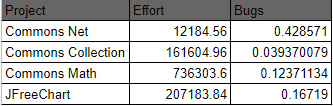 Project Effort Bugs
Commons Net 12184.56 0.428571
Commons Collection 161604.96 0.039370079
Commons Math 736303.6 0.12371134
JFreeChart 207183.84 0.16719